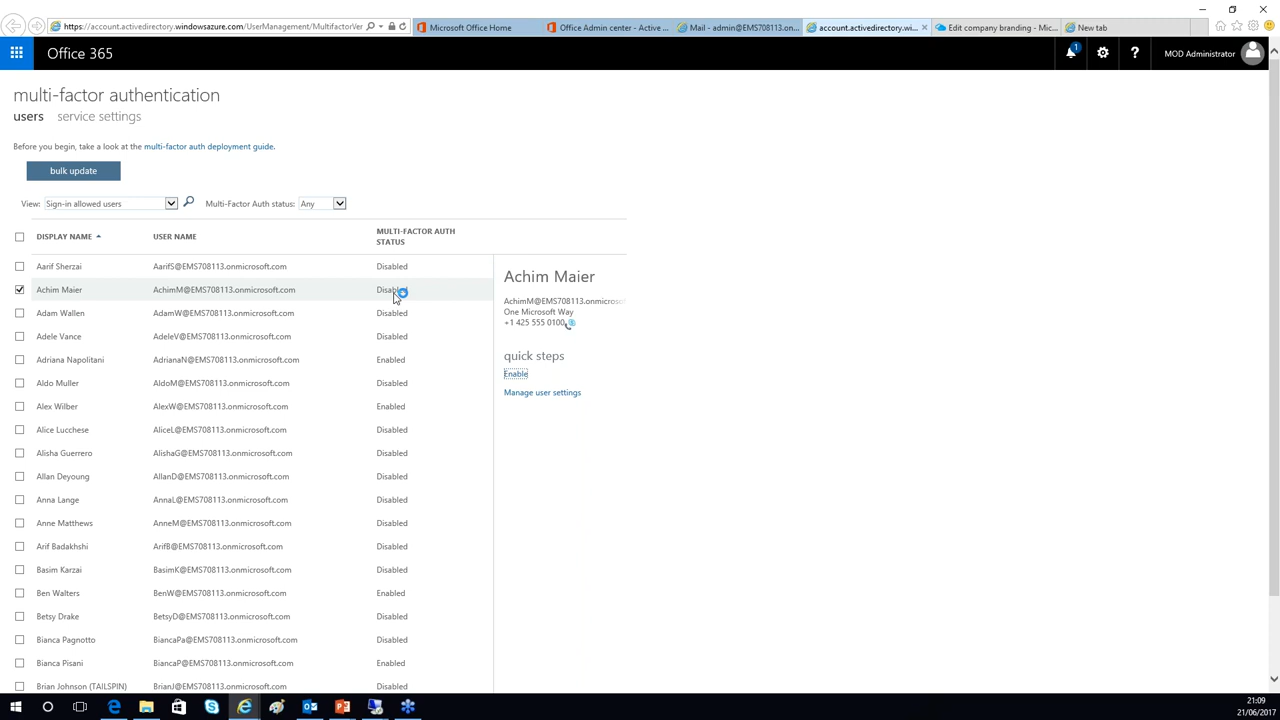 https://account.activedirectory.windowsazure.com/UserManagement/MultifactorVer
Microsoft Office Home
Office Admin center - Active ...
Mail - admin@EMS708113.on...
account.activedirectory.wi...
Edit company branding - Mic...
New tab
Office 365
1
?
MOD Administrator
multi-factor authentication
users service settings
Before you begin, take a look at the multi-factor auth deployment guide.
bulk update
View: Sign-in allowed users Multi-Factor Auth status: Any
DISPLAY NAME USER NAME MULTI-FACTOR AUTH STATUS
Aarif Sherzai AarifS@EMS708113.onmicrosoft.com Disabled
Achim Maier AchimM@EMS708113.onmicrosoft.com
Adam Wallen AdamW@EMS708113.onmicrosoft.com Disabled
Adele Vance AdeleV@EMS708113.onmicrosoft.com Disabled
Adriana Napolitani AdrianaN@EMS708113.onmicrosoft.com Enabled
Aldo Muller AldoM@EMS708113.onmicrosoft.com Disabled
Alex Wilber AlexW@EMS708113.onmicrosoft.com Enabled
Alice Lucchese AliceL@EMS708113.onmicrosoft.com Disabled
Alisha Guerrero AlishaG@EMS708113.onmicrosoft.com Disabled
Allan Deyoung AllanD@EMS708113.onmicrosoft.com Disabled
Anna Lange AnnaL@EMS708113.onmicrosoft.com Disabled
Anne Matthews AnneM@EMS708113.onmicrosoft.com Disabled
Arif Badakhshi ArifB@EMS708113.onmicrosoft.com Disabled
Basim Karzai BasimK@EMS708113.onmicrosoft.com Disabled
Ben Walters BenW@EMS708113.onmicrosoft.com Enabled
Betsy Drake BetsyD@EMS708113.onmicrosoft.com Disabled
Bianca Pagnotto BiancaPa@EMS708113.onmicrosoft.com Disabled
Bianca Pisani BiancaP@EMS708113.onmicrosoft.com Enabled
Brian Johnson (TAILSPIN) BrianJ@EMS708113.onmicrosoft.com Disabled
Achim Maier
AchimM@EMS708113.onmicroso
One Microsoft Way
+1 425 555 0100
quick steps
Enable
Manage user settings
21:09
21/06/2017